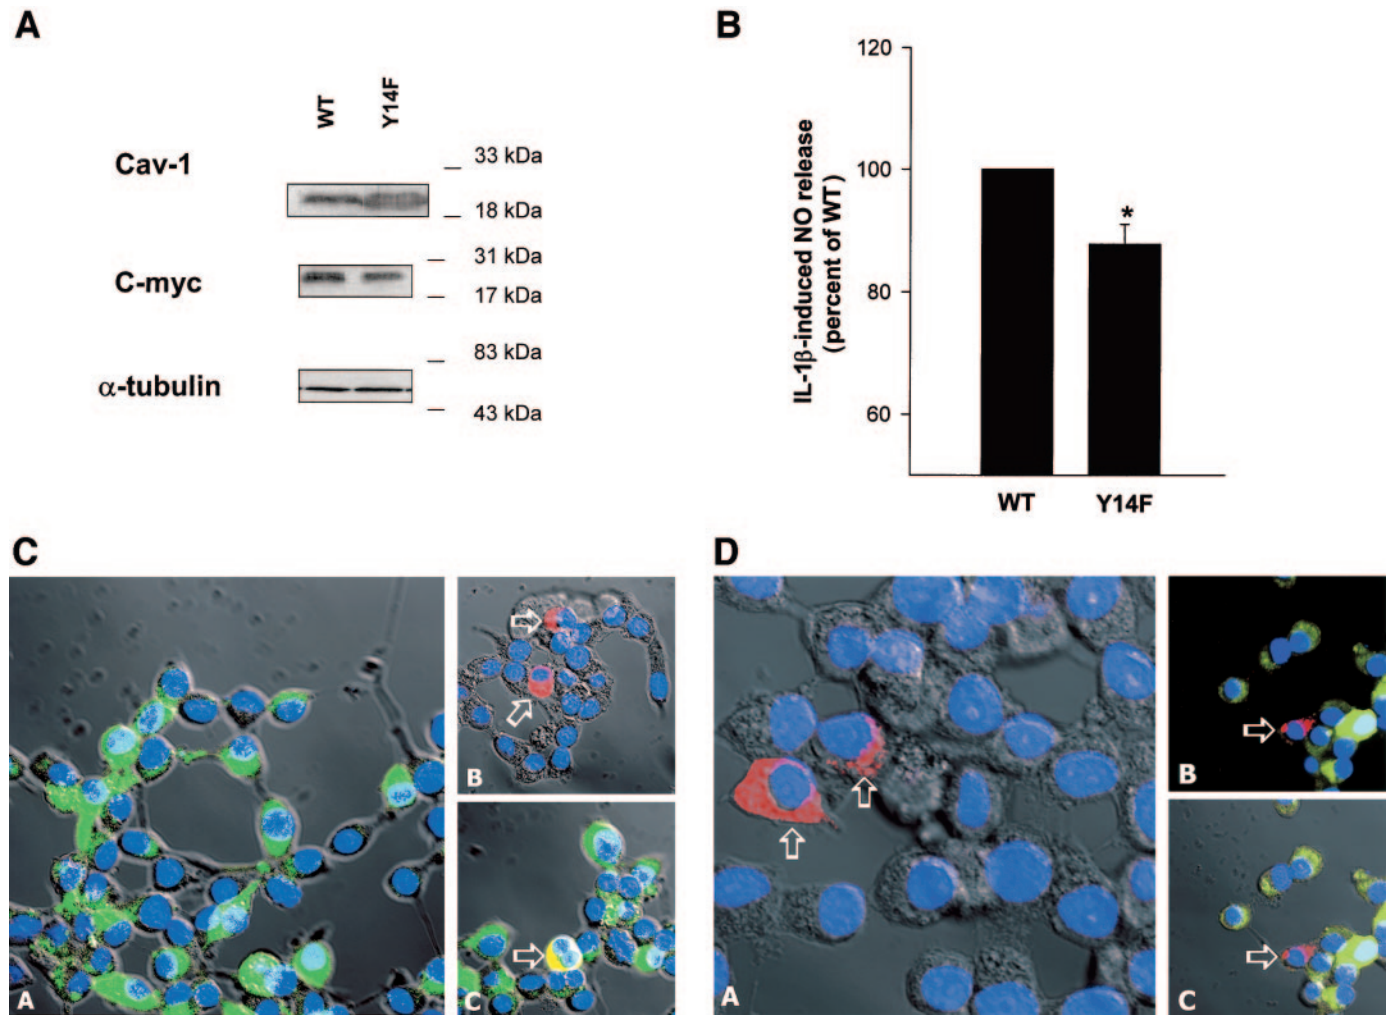 A
WT
Y14F
Cav-1
33 kDa
18 kDa
C-myc
31 kDa
17 kDa
α-tubulin
83 kDa
43 kDa
B
IL-1β-induced NO release
(percent of WT)
120
100
80
60
*
WT
Y14F
C
A
B
C
D
A
B
C